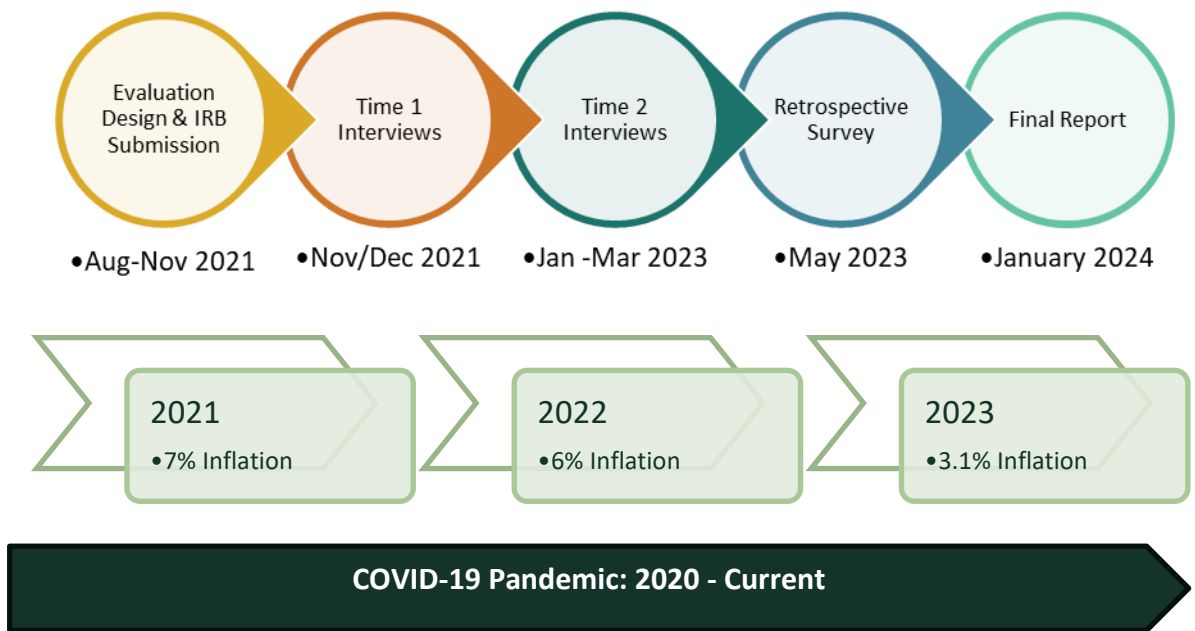 Evaluation
Design & IRB
Submission
Time 1
Interviews
Time 2
Interviews
Retrospective
Survey
Final Report
•Aug-Nov 2021
•Nov/Dec 2021
•Jan -Mar 2023
•May 2023
•January 2024
2021
•7% Inflation
2022
•6% Inflation
2023
•3.1% Inflation
COVID-19 Pandemic: 2020 - Current